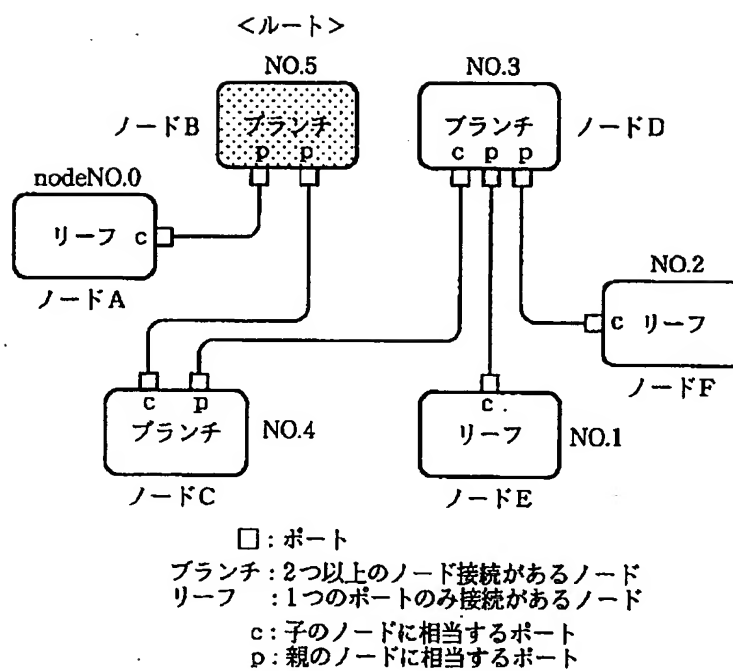 <ルート>
NO.5
NO.3
ノードB
ブランチ
p p
ブランチ
c p p
ノードD
nodeNO.0
リーフ c
ノードA
NO.2
c リーフ
ノードF
c p
ブランチ
NO.4
ノードC
c
リーフ
NO.1
ノードE
□:ポート
ブランチ:2つ以上のノード接続があるノード
リーフ :1つのポートのみ接続があるノード
c:子のノードに相当するポート
p:親のノードに相当するポート